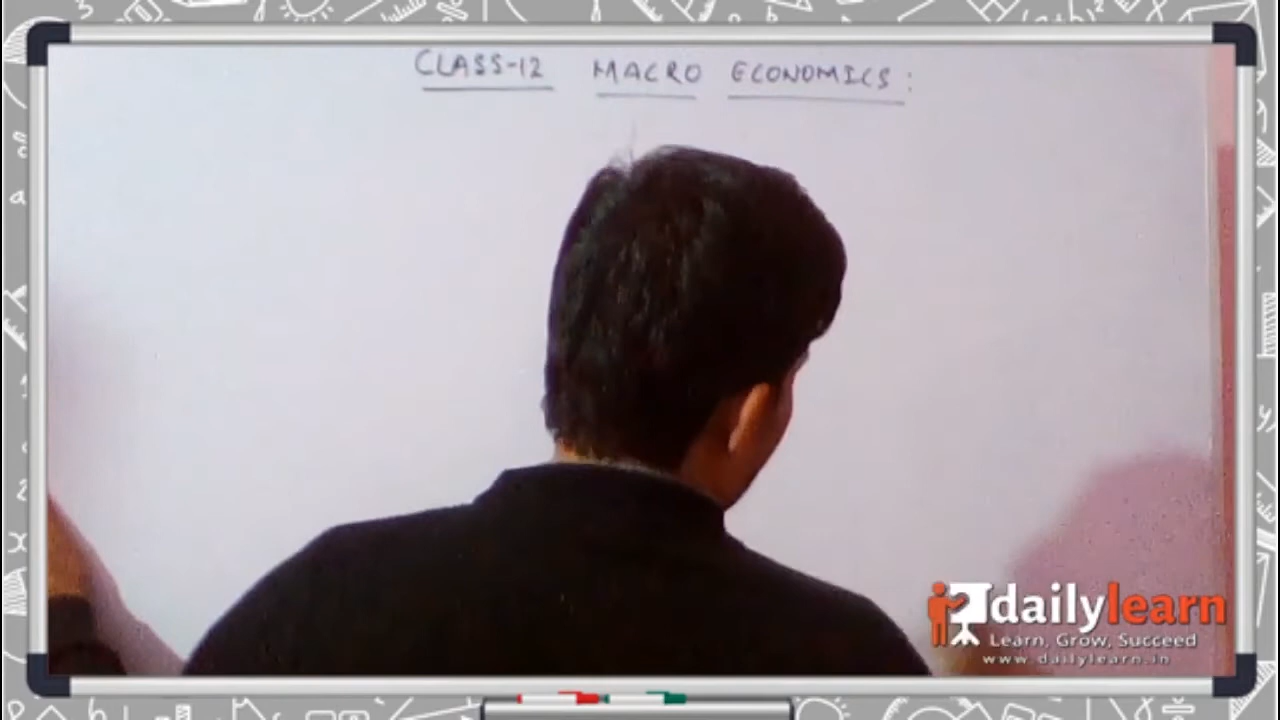 CLASS-12 MACRO ECONOMICS:
dailylearn
Learn, Grow, Succeed
www.dailylearn.in